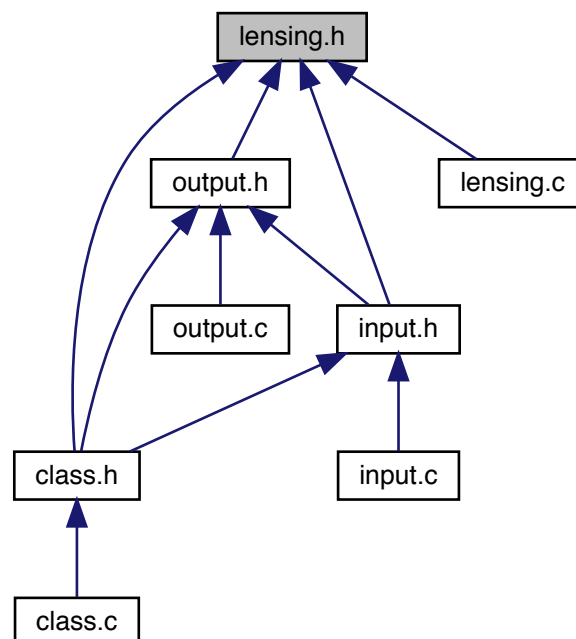 lensing.h
output.h
lensing.c
output.c
input.h
class.h
input.c
class.c